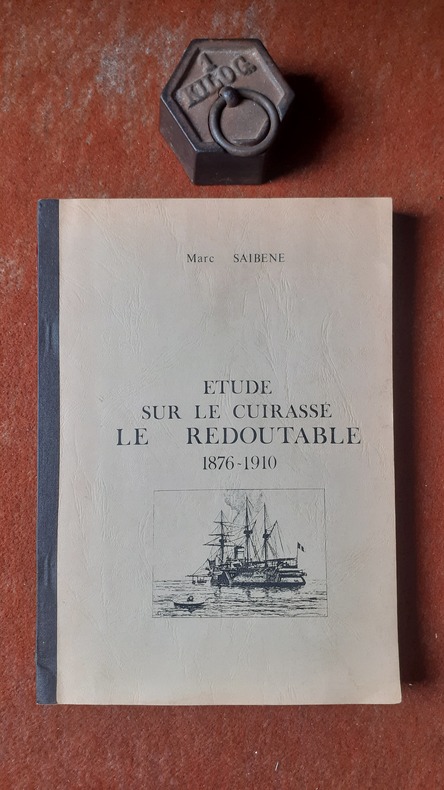 1
KILOG.
Marc SAIBENE
ETUDE
SUR LE CUIRASSE
LE REDOUTABLE
1876-1910